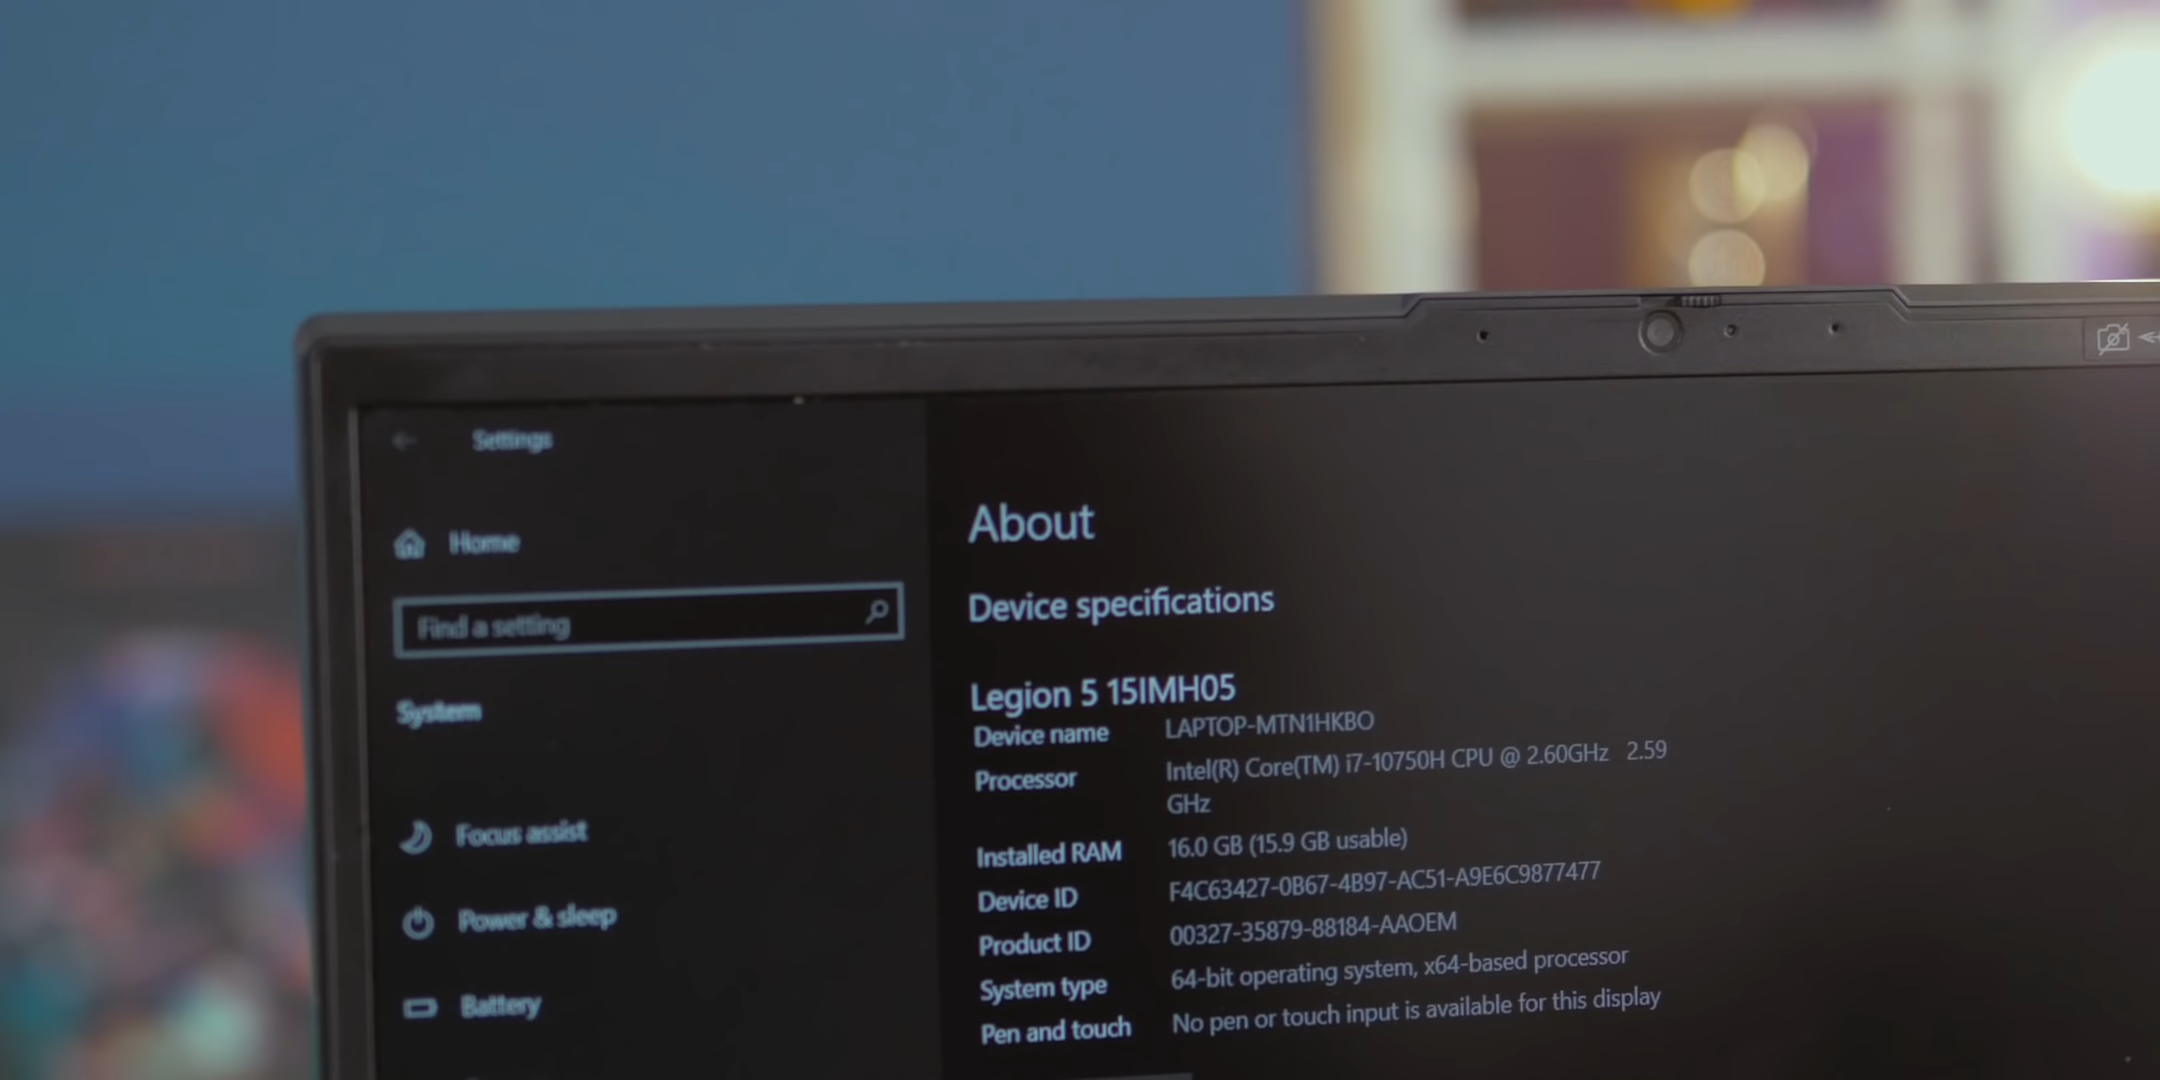 Settings
Home
Find a setting
System
Focus assist
Power & sleep
Battery
About
Device specifications
Legion 5 15IMH05
Device name LAPTOP-MTN1HKBO
Processor Intel(R) Core(TM) i7-10750H CPU @ 2.60GHz 2.59
GHz
Installed RAM 16.0 GB (15.9 GB usable)
Device ID F4C63427-0B67-4B97-AC51-A9E6C9877477
Product ID 00327-35879-88184-AAOEM
System type 64-bit operating system, x64-based processor
Pen and touch No pen or touch input is available for this display